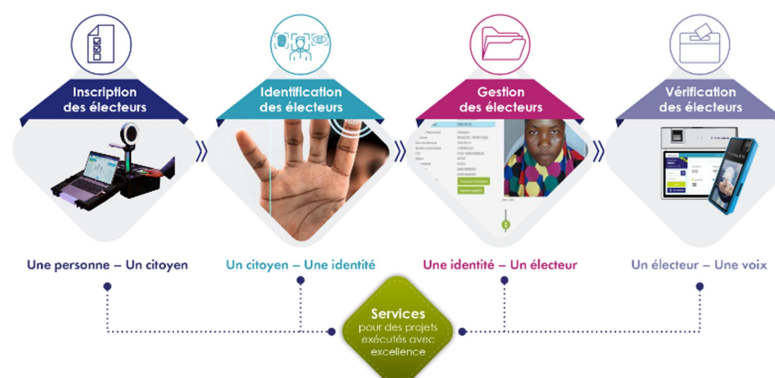 Inscription
des électeurs
Identification
des électeurs
Gestion
des électeurs
Vérification
des électeurs
Une personne – Un citoyen
Un citoyen – Une identité
Une identité – Un électeur
Un électeur – Une voix
Services
pour des projets
exécutés avec
excellence